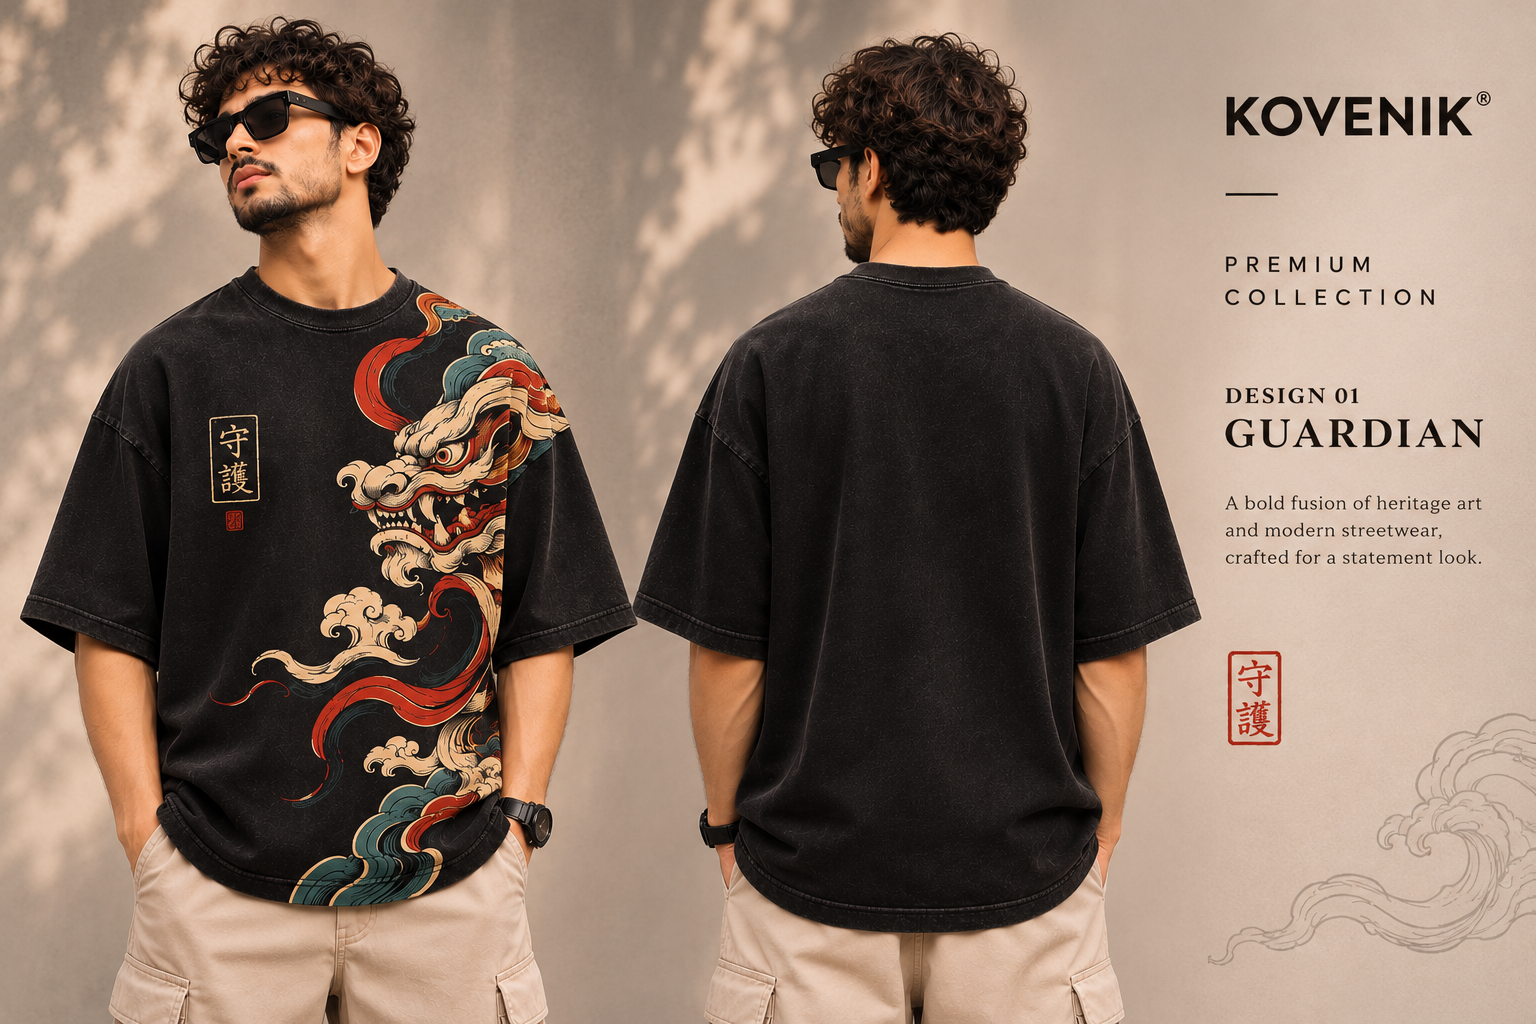 守
護
KOVENIK®
PREMIUM
COLLECTION
DESIGN 01
GUARDIAN
A bold fusion of heritage art
and modern streetwear,
crafted for a statement look.
守
護